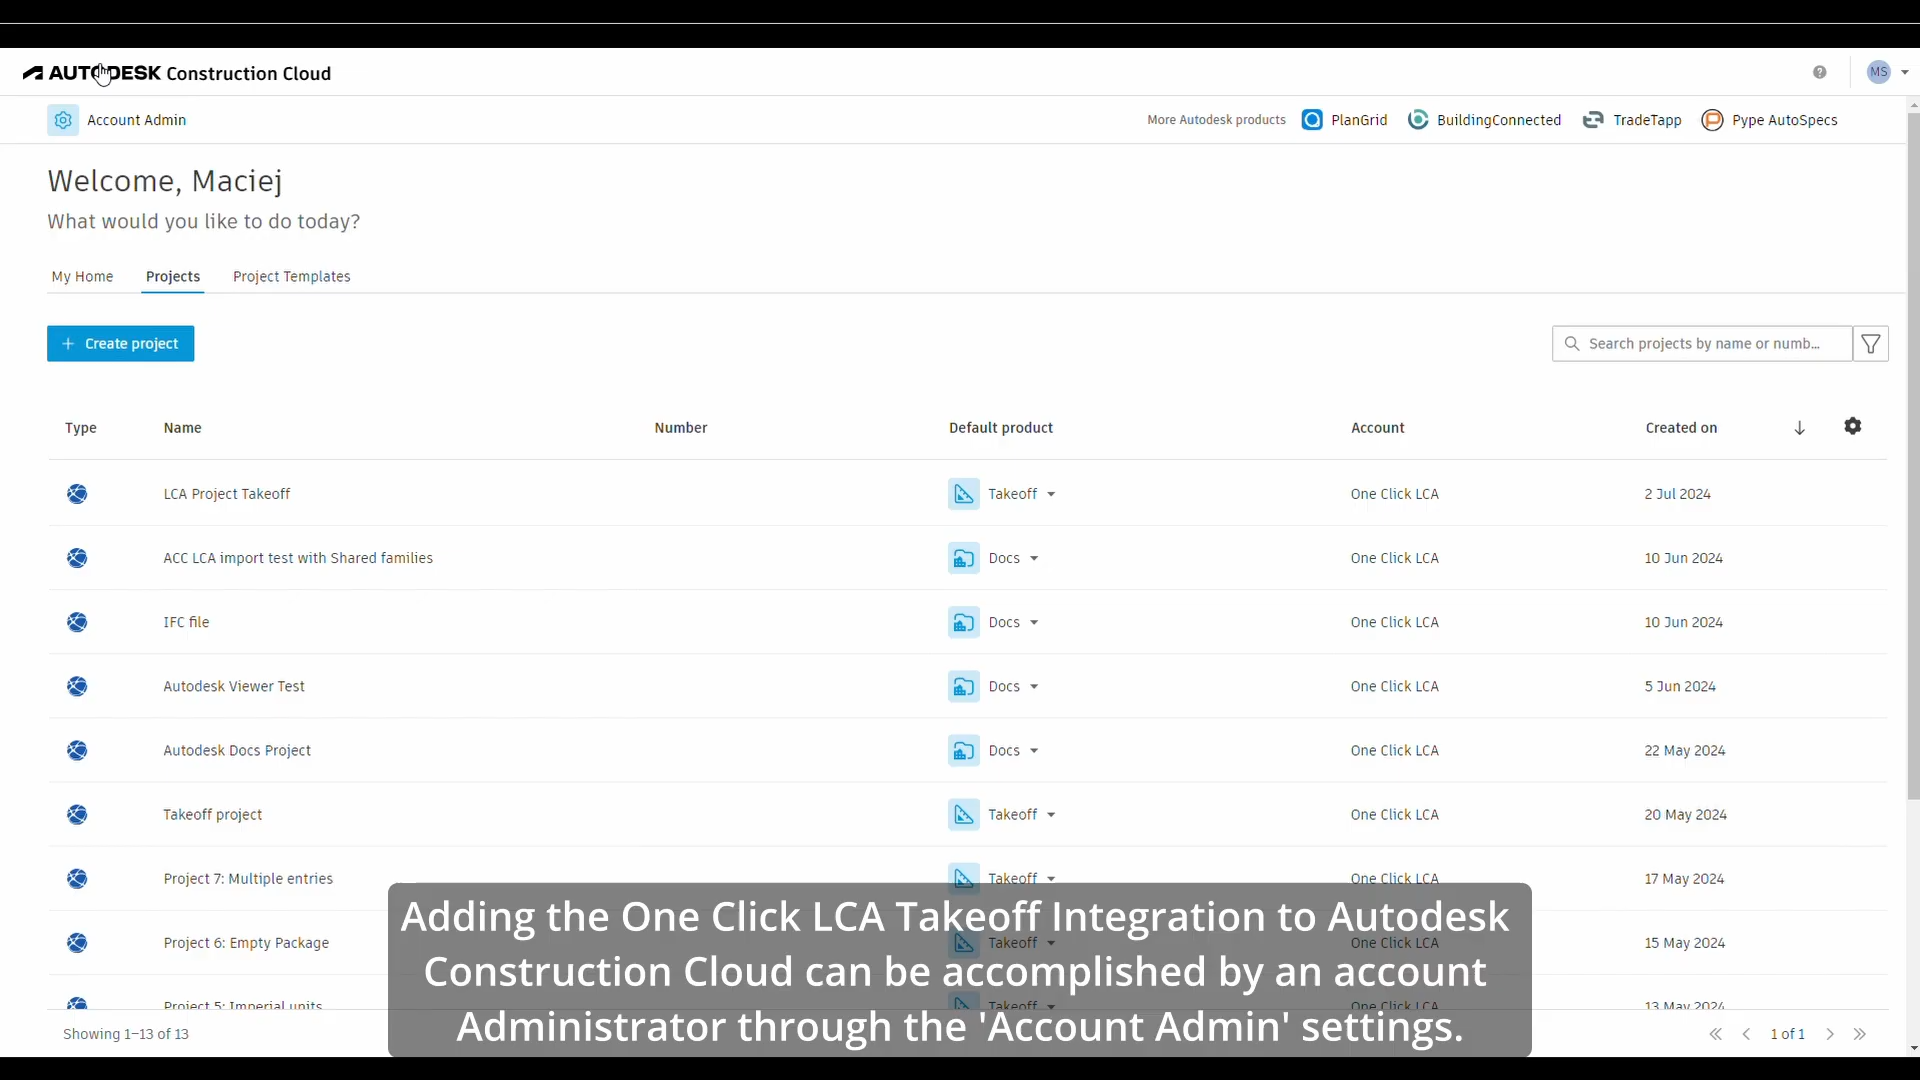 AUTODESK Construction Cloud
MS
Account Admin
More Autodesk products PlanGrid BuildingConnected TradeTapp Pype AutoSpecs
Welcome, Maciej
What would you like to do today?
My Home Projects Project Templates
+ Create project
Search projects by name or numb...
Type Name Number Default product Account Created on
LCA Project Takeoff Takeoff One Click LCA 2 Jul 2024
ACC LCA import test with Shared families Docs One Click LCA 10 Jun 2024
IFC file Docs One Click LCA 10 Jun 2024
Autodesk Viewer Test Docs One Click LCA 5 Jun 2024
Autodesk Docs Project Docs One Click LCA 22 May 2024
Takeoff project Takeoff One Click LCA 20 May 2024
Project 7: Multiple entries Takeoff One Click LCA 17 May 2024
Project 6: Empty Package Takeoff One Click LCA 15 May 2024
Project 5: Imperial units Takeoff One Click LCA 13 May 2024
Adding the One Click LCA Takeoff Integration to Autodesk
Construction Cloud can be accomplished by an account
Administrator through the 'Account Admin' settings.
Showing 1–13 of 13
1 of 1